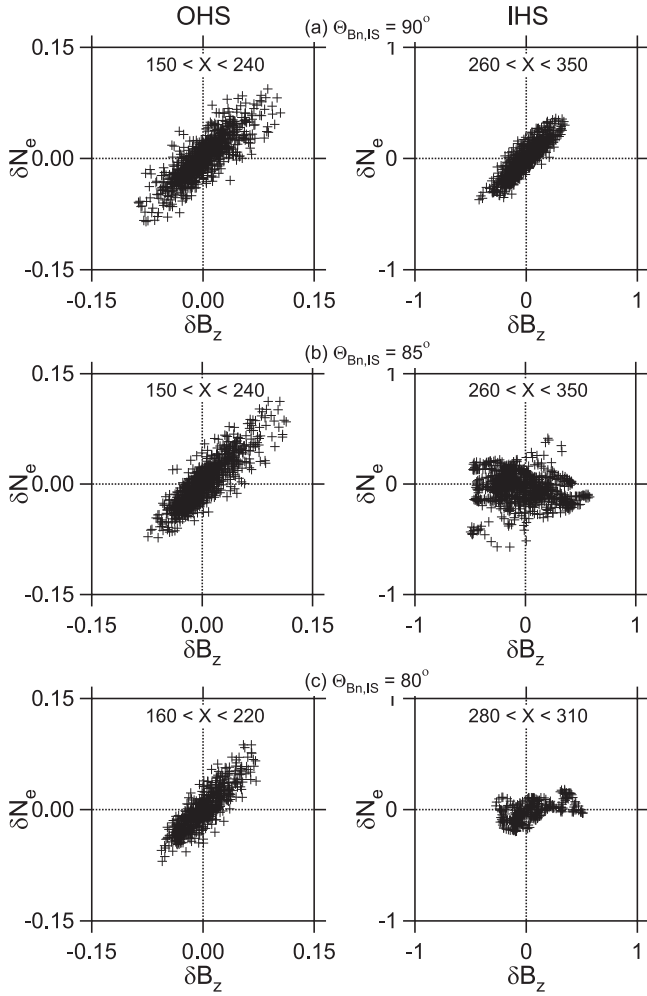 OHS IHS
(a) Θ_Bn,IS = 90°
0.15 150 < X < 240 1 260 < X < 350
δN_e 0.00 δN_e 0
-0.15 -1
-0.15 0.00 0.15 -1 0 1
δB_z δB_z
(b) Θ_Bn,IS = 85°
0.15 150 < X < 240 1 260 < X < 350
δN_e 0.00 δN_e 0
-0.15 -1
-0.15 0.00 0.15 -1 0 1
δB_z δB_z
(c) Θ_Bn,IS = 80°
0.15 160 < X < 220 1 280 < X < 310
δN_e 0.00 δN_e 0
-0.15 -1
-0.15 0.00 0.15 -1 0 1
δB_z δB_z